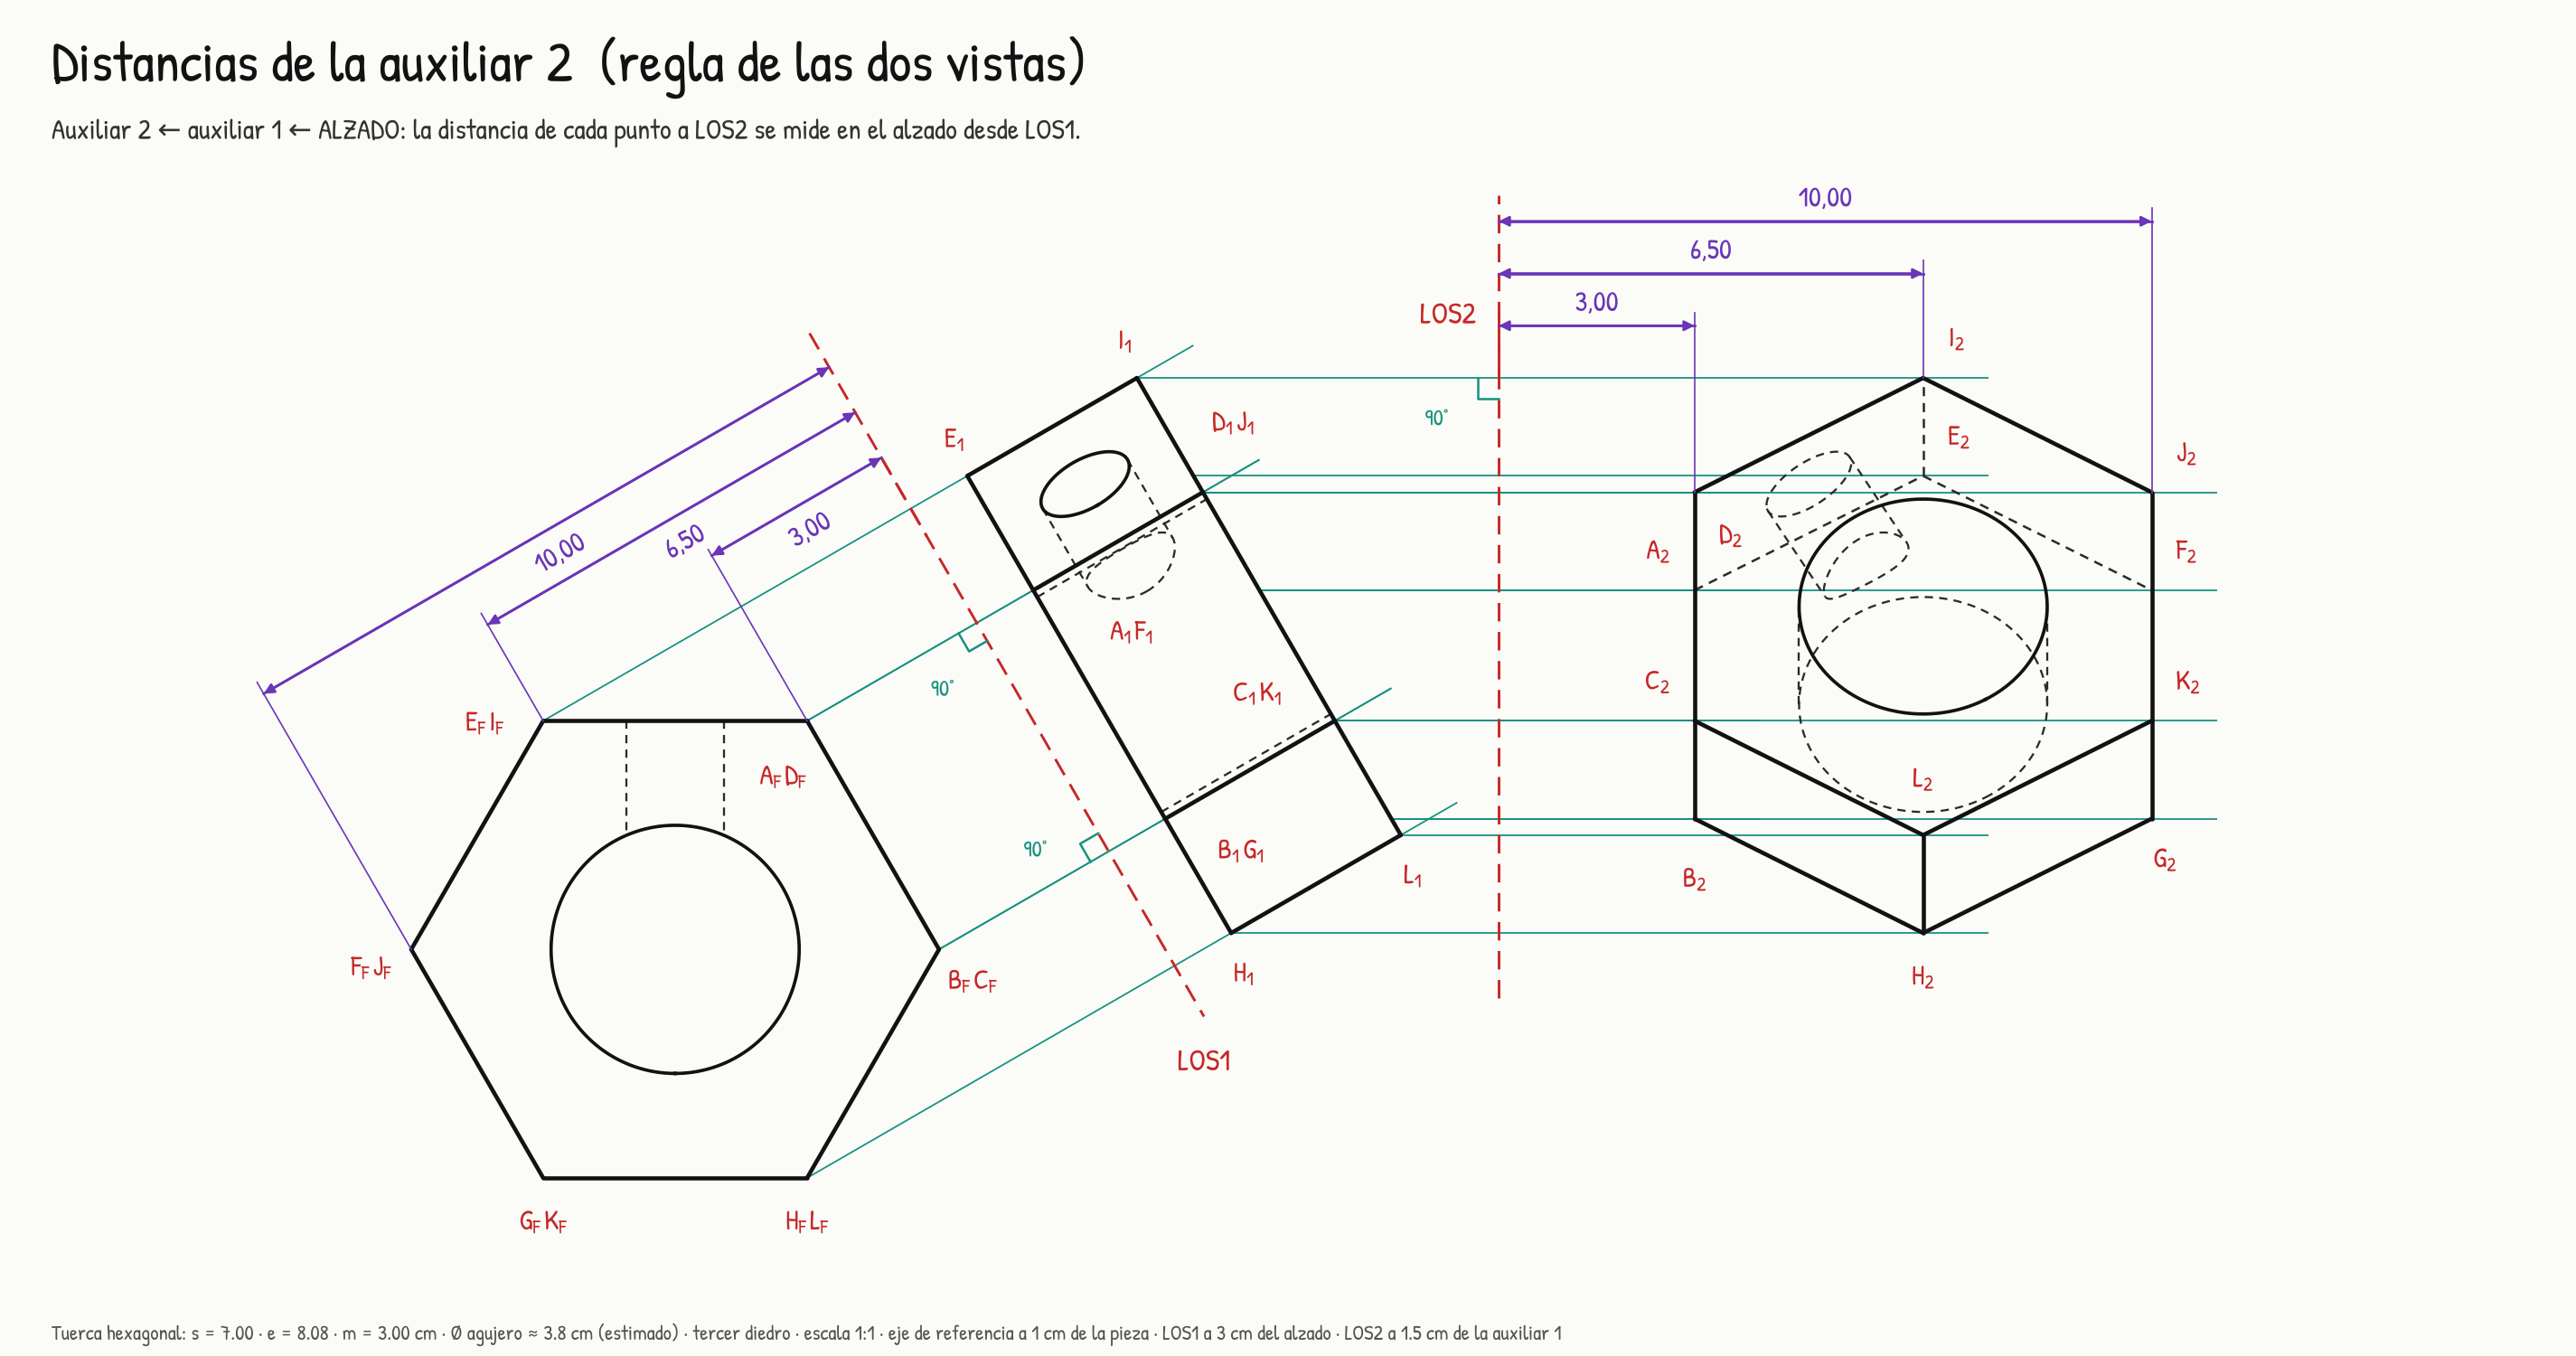 Distancias de la auxiliar 2 (regla de las dos vistas)
Auxiliar 2 ← auxiliar 1 ← ALZADO: la distancia de cada punto a LOS2 se mide en el alzado desde LOS1.
10,00
6,50
3,00
LOS2
I1
I2
90°
D1 J1
E1
E2
J2
10,00
6,50
3,00
A2
D2
F2
A1 F1
90°
C1 K1
C2
K2
EF IF
AF DF
L2
90°
B1 G1
L1
B2
G2
FF JF
BF CF
H1
H2
LOS1
GF KF
HF LF
Tuerca hexagonal: s = 7.00 · e = 8.08 · m = 3.00 cm · Ø agujero ≈ 3.8 cm (estimado) · tercer diedro · escala 1:1 · eje de referencia a 1 cm de la pieza · LOS1 a 3 cm del alzado · LOS2 a 1.5 cm de la auxiliar 1